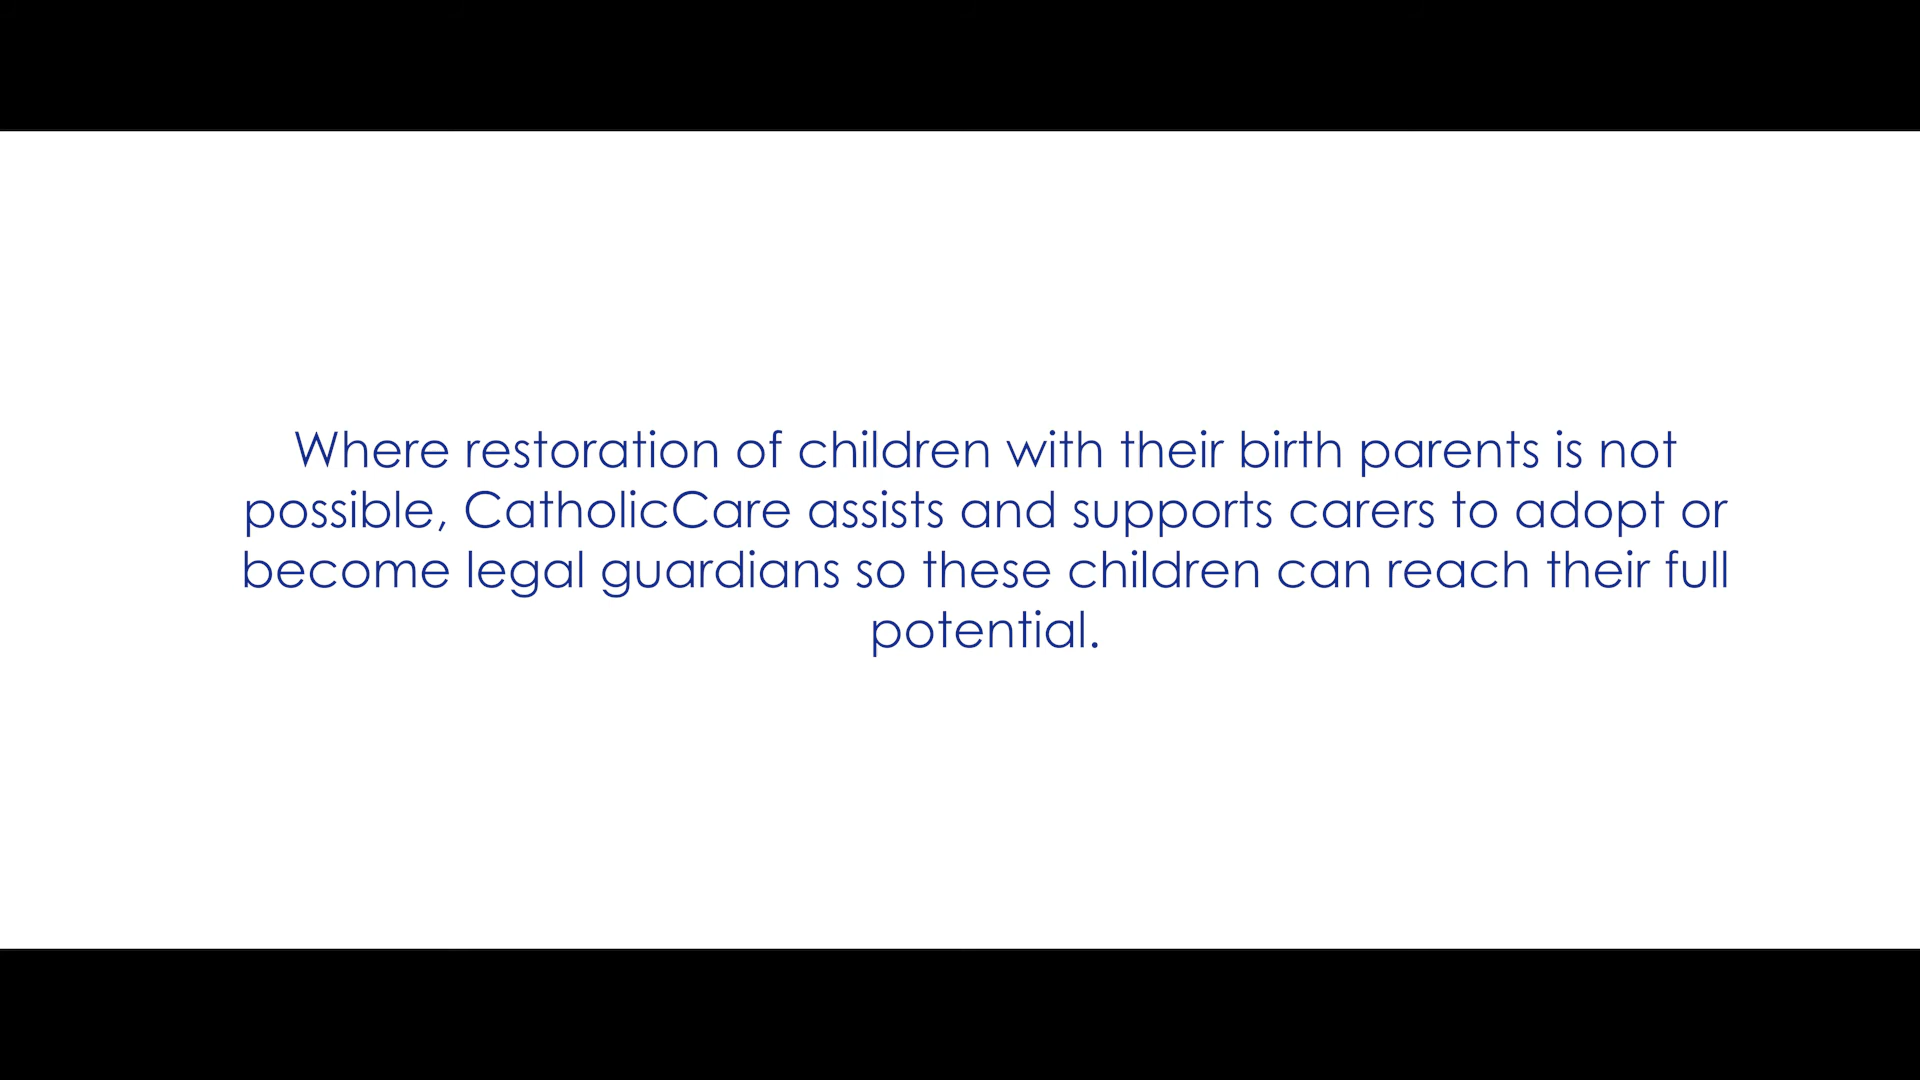 Where restoration of children with their birth parents is not
possible, CatholicCare assists and supports carers to adopt or
become legal guardians so these children can reach their full
potential.